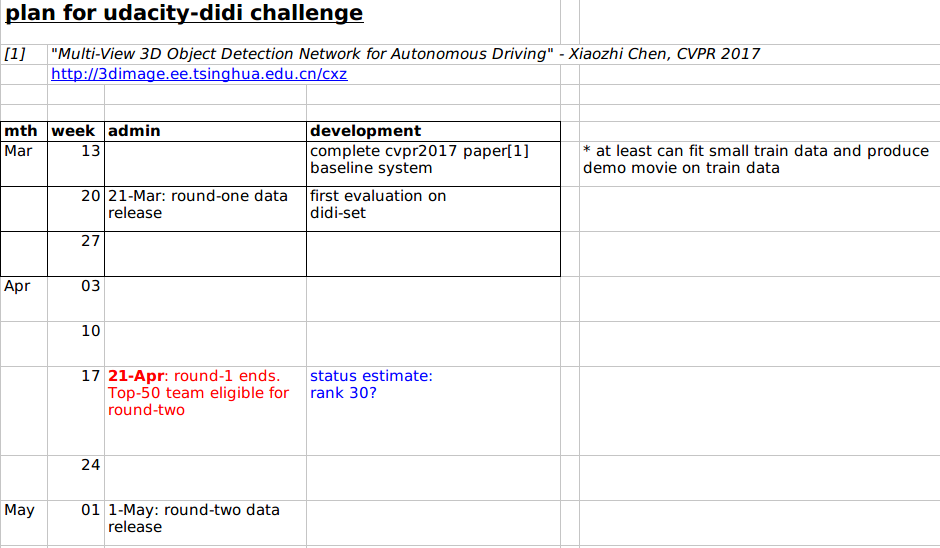 plan for udacity-didi challenge
[1] "Multi-View 3D Object Detection Network for Autonomous Driving" - Xiaozhi Chen, CVPR 2017
http://3dimage.ee.tsinghua.edu.cn/cxz
mth week admin development
Mar 13 complete cvpr2017 paper[1] * at least can fit small train data and produce
baseline system demo movie on train data
20 21-Mar: round-one data first evaluation on
release didi-set
27
Apr 03
10
17 21-Apr: round-1 ends. status estimate:
Top-50 team eligible for rank 30?
round-two
24
May 01 1-May: round-two data
release